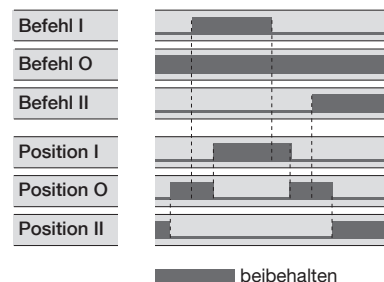 Befehl I
Befehl O
Befehl II
Position I
Position O
Position II
beibehalten